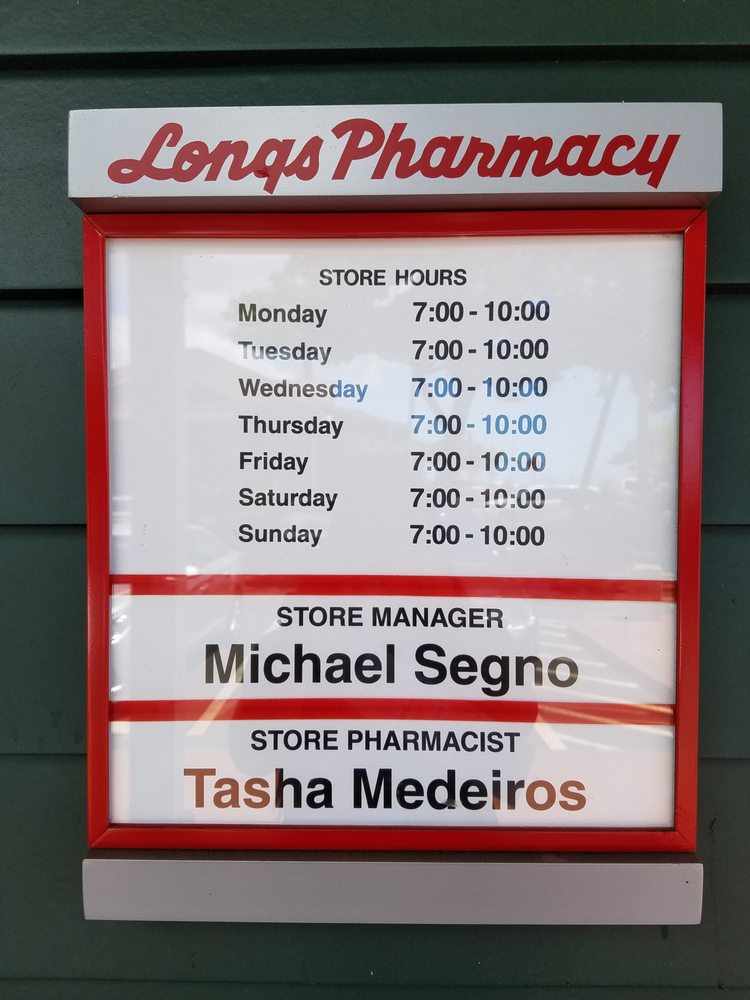 Longs Pharmacy
STORE HOURS
Monday 7:00 - 10:00
Tuesday 7:00 - 10:00
Wednesday 7:00 - 10:00
Thursday 7:00 - 10:00
Friday 7:00 - 10:00
Saturday 7:00 - 10:00
Sunday 7:00 - 10:00
STORE MANAGER
Michael Segno
STORE PHARMACIST
Tasha Medeiros